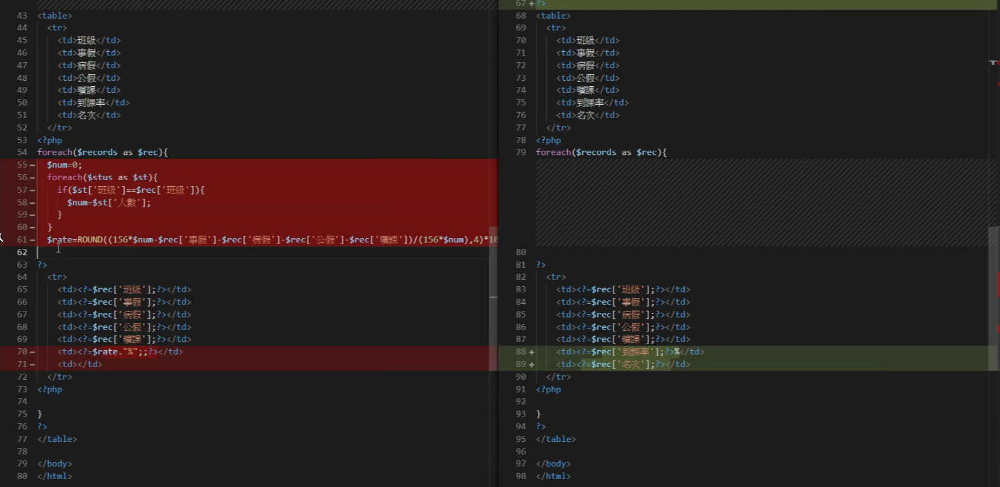 43 <table>
44 <tr>
45 <td>班級</td>
46 <td>事假</td>
47 <td>病假</td>
48 <td>公假</td>
49 <td>曠課</td>
50 <td>到課率</td>
51 <td>名次</td>
52 </tr>
53 <?php
54 foreach($records as $rec){
55 - $num=0;
56 - foreach($stus as $st){
57 - if($st['班級']==$rec['班級']){
58 - $num=$st['人數'];
59 - }
60 - }
61 - $rate=ROUND((156*$num-$rec['事假']-$rec['病假']-$rec['公假']-$rec['曠課'])/(156*$num),4)*10
62
63 ?>
64 <tr>
65 <td><?=$rec['班級'];?></td>
66 <td><?=$rec['事假'];?></td>
67 <td><?=$rec['病假'];?></td>
68 <td><?=$rec['公假'];?></td>
69 <td><?=$rec['曠課'];?></td>
70 - <td><?=$rate."%";;?></td>
71 - <td></td>
72 </tr>
73 <?php
74
75 }
76 ?>
77 </table>
78
79 </body>
80 </html>
67 + ?>
68 <table>
69 <tr>
70 <td>班級</td>
71 <td>事假</td>
72 <td>病假</td>
73 <td>公假</td>
74 <td>曠課</td>
75 <td>到課率</td>
76 <td>名次</td>
77 </tr>
78 <?php
79 foreach($records as $rec){
80
81 ?>
82 <tr>
83 <td><?=$rec['班級'];?></td>
84 <td><?=$rec['事假'];?></td>
85 <td><?=$rec['病假'];?></td>
86 <td><?=$rec['公假'];?></td>
87 <td><?=$rec['曠課'];?></td>
88 + <td><?=$rec['到課率'];?>%</td>
89 + <td><?=$rec['名次'];?></td>
90 </tr>
91 <?php
92
93 }
94 ?>
95 </table>
96
97 </body>
98 </html>